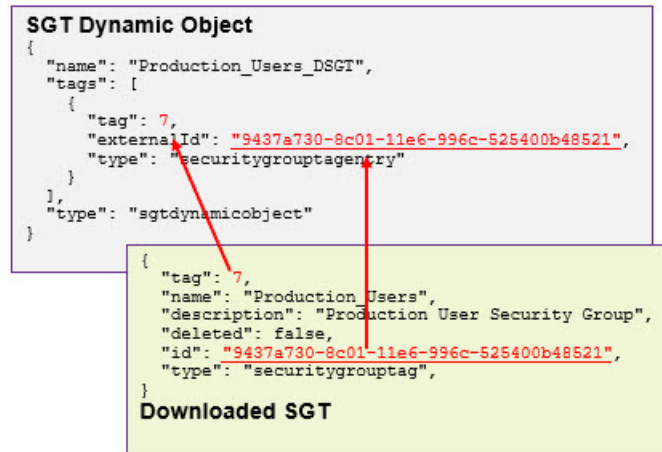 SGT Dynamic Object
{
  "name": "Production_Users_DSGT",
  "tags": [
    {
      "tag": 7,
      "externalId": "9437a730-8c01-11e6-996c-525400b48521",
      "type": "securitygrouptagentry"
    }
  ],
  "type": "sgtdynamicobject"
}
{
  "tag": 7,
  "name": "Production_Users",
  "description": "Production User Security Group",
  "deleted": false,
  "id": "9437a730-8c01-11e6-996c-525400b48521",
  "type": "securitygrouptag",
}
Downloaded SGT